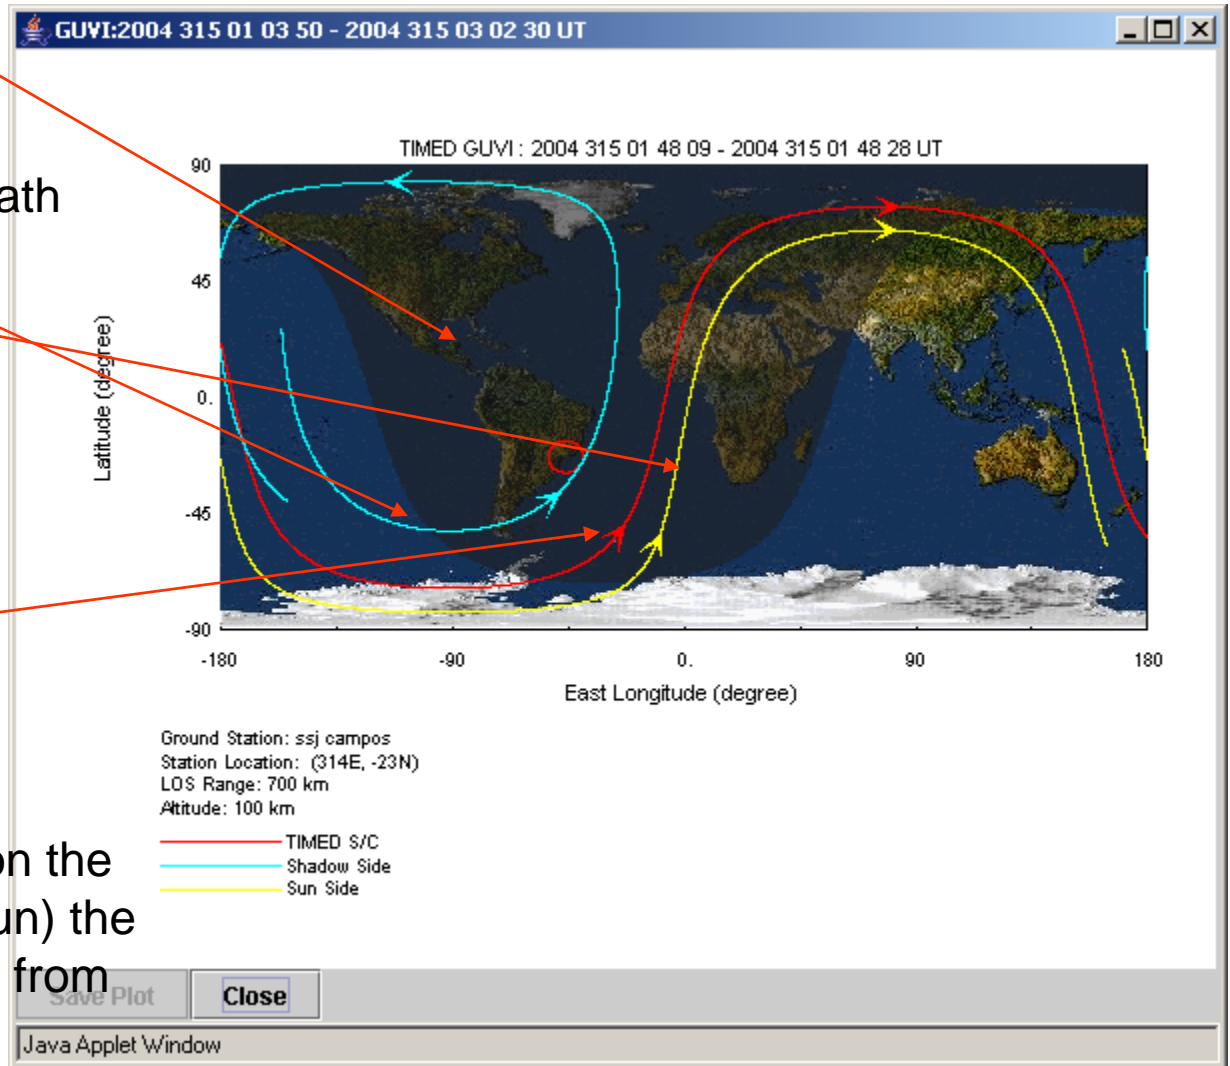 GUVI:2004 315 01 03 50 - 2004 315 03 02 30 UT
TIMED GUVI : 2004 315 01 48 09 - 2004 315 01 48 28 UT
ath
90
45
0.
-45
-90
Latitude (degree)
-180 -90 0. 90 180
East Longitude (degree)
Ground Station: ssj campos
Station Location: (314E, -23N)
LOS Range: 700 km
Altitude: 100 km
TIMED S/C
Shadow Side
Sun Side
on the
un) the
from
Save Plot Close
Java Applet Window